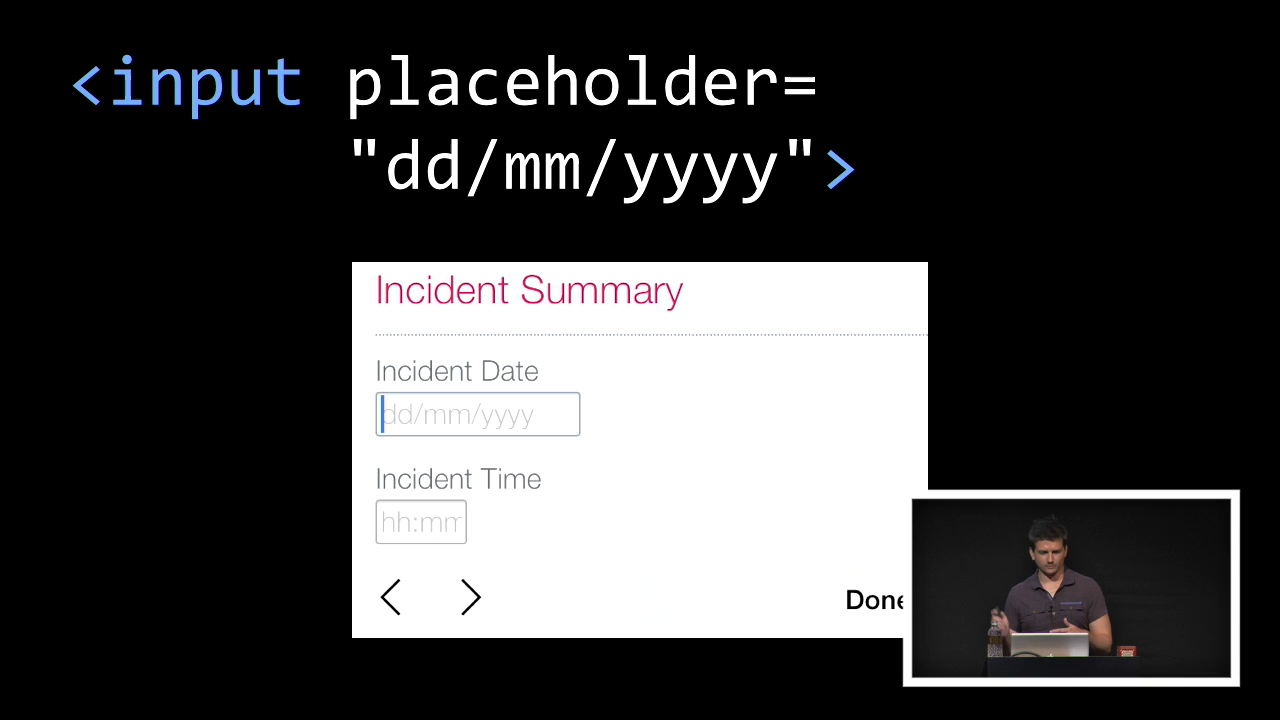 <input placeholder=
"dd/mm/yyyy">
Incident Summary
Incident Date
dd/mm/yyyy
Incident Time
hh:mm
Done